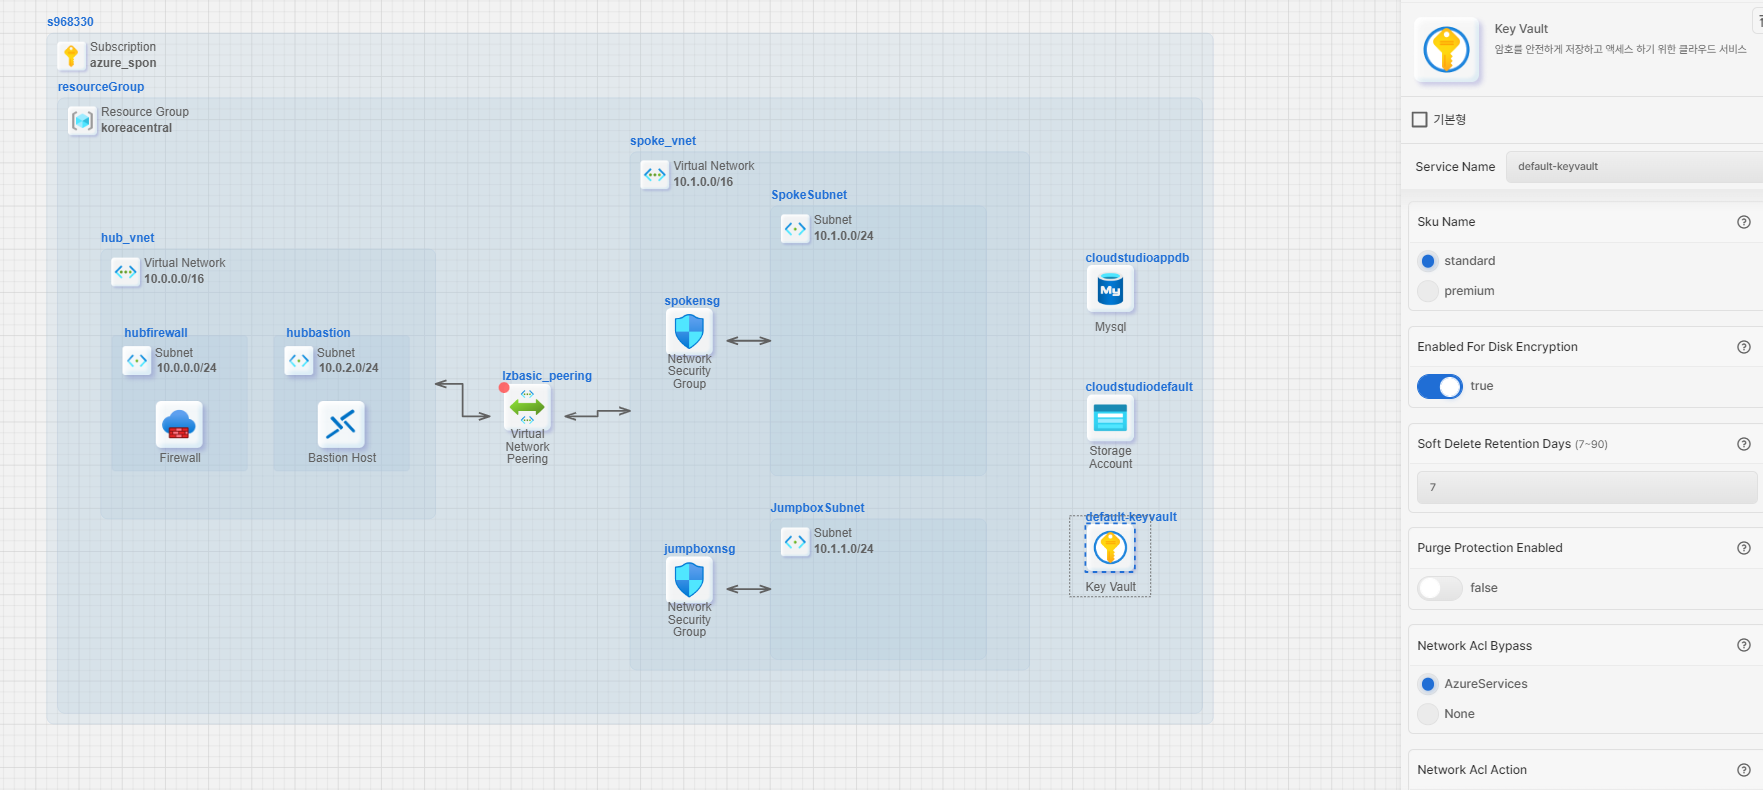 s968330
Subscription
azure_spon
resourceGroup
Resource Group
koreacentral
hub_vnet
Virtual Network
10.0.0.0/16
hubfirewall
Subnet
10.0.0.0/24
Firewall
hubbastion
Subnet
10.0.2.0/24
Bastion Host
lzbasic_peering
Virtual
Network
Peering
spoke_vnet
Virtual Network
10.1.0.0/16
SpokeSubnet
Subnet
10.1.0.0/24
spokensg
Network
Security
Group
JumpboxSubnet
Subnet
10.1.1.0/24
jumpboxnsg
Network
Security
Group
cloudstudioappdb
My
Mysql
cloudstudiodefault
Storage
Account
default-keyvault
Key Vault
Key Vault
암호를 안전하게 저장하고 액세스 하기 위한 클라우드 서비스
기본형
Service Name
default-keyvault
Sku Name
standard
premium
Enabled For Disk Encryption
true
Soft Delete Retention Days (7~90)
7
Purge Protection Enabled
false
Network Acl Bypass
AzureServices
None
Network Acl Action